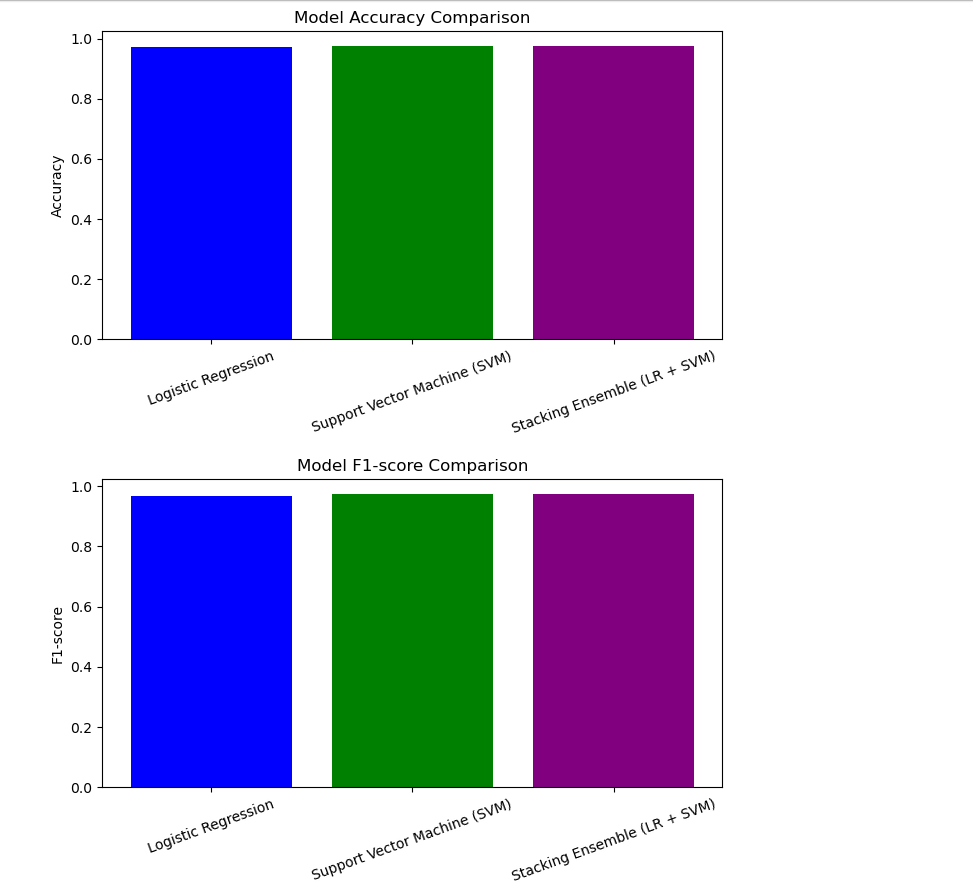 Model Accuracy Comparison
1.0
0.8
0.6
0.4
0.2
0.0
Accuracy
Logistic Regression
Support Vector Machine (SVM)
Stacking Ensemble (LR + SVM)
Model F1-score Comparison
1.0
0.8
0.6
0.4
0.2
0.0
F1-score
Logistic Regression
Support Vector Machine (SVM)
Stacking Ensemble (LR + SVM)